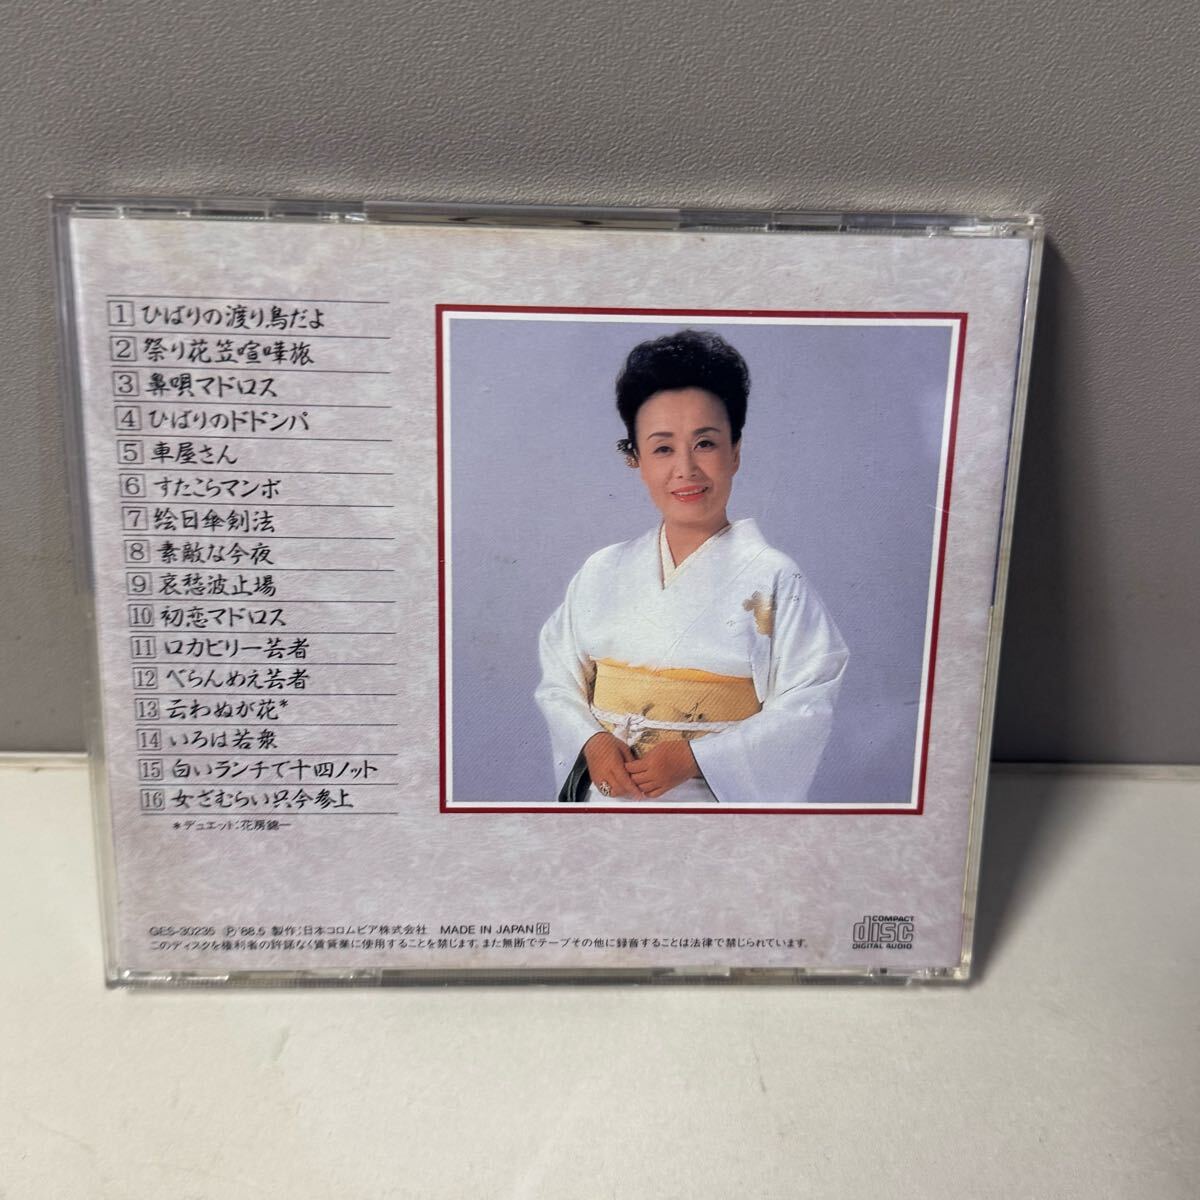 1 ひばりの渡り鳥だよ
2 祭り花笠喧嘩旅
3 鼻唄マドロス
4 ひばりのドドンパ
5 車屋さん
6 すたこらマンボ
7 絵日傘剣法
8 素敵な今夜
9 哀愁波止場
10 初恋マドロス
11 ロカビリー芸者
12 べらんめえ芸者
13 云わぬが花*
14 いろは若衆
15 白いランチで十四ノット
16 女ざむらい只今参上
*デュエット:花房錦一
GES-30235 Ⓟ'88.5 製作:日本コロムビア株式会社 MADE IN JAPAN
このディスクを権利者の許諾なく賃貸業に使用することを禁じます。また無断でテープその他に録音することは法律で禁じられています。
COMPACT
disc
DIGITAL AUDIO